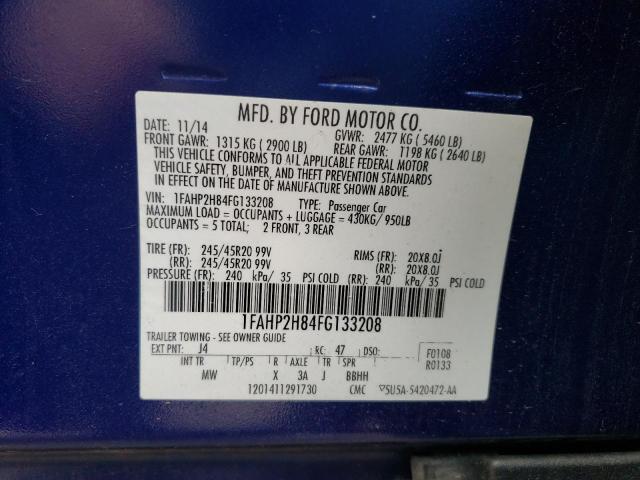 MFD. BY FORD MOTOR CO.
DATE: 11/14
GVWR: 2477 KG ( 5460 LB)
FRONT GAWR: 1315 KG ( 2900 LB)
REAR GAWR: 1198 KG ( 2640 LB)
THIS VEHICLE CONFORMS TO ALL APPLICABLE FEDERAL MOTOR
VEHICLE SAFETY, BUMPER, AND THEFT PREVENTION STANDARDS
IN EFFECT ON THE DATE OF MANUFACTURE SHOWN ABOVE.
VIN: 1FAHP2H84FG133208 TYPE: Passenger Car
MAXIMUM LOAD = OCCUPANTS + LUGGAGE = 430KG/ 950LB
OCCUPANTS = 5 TOTAL; 2 FRONT, 3 REAR
TIRE (FR): 245/45R20 99V RIMS (FR): 20X8.0J
(RR): 245/45R20 99V (RR): 20X8.0J
PRESSURE (FR): 240 kPa/ 35 PSI COLD (RR): 240 kPa/ 35 PSI COLD
1FAHP2H84FG133208
TRAILER TOWING - SEE OWNER GUIDE
EXT PNT: J4 RC: 47 DSO: F0108
INT TR TP/PS R AXLE TR SPR R0133
MW X 3A J BBHH
1201411291730 CMC ▽5U5A-5420472-AA